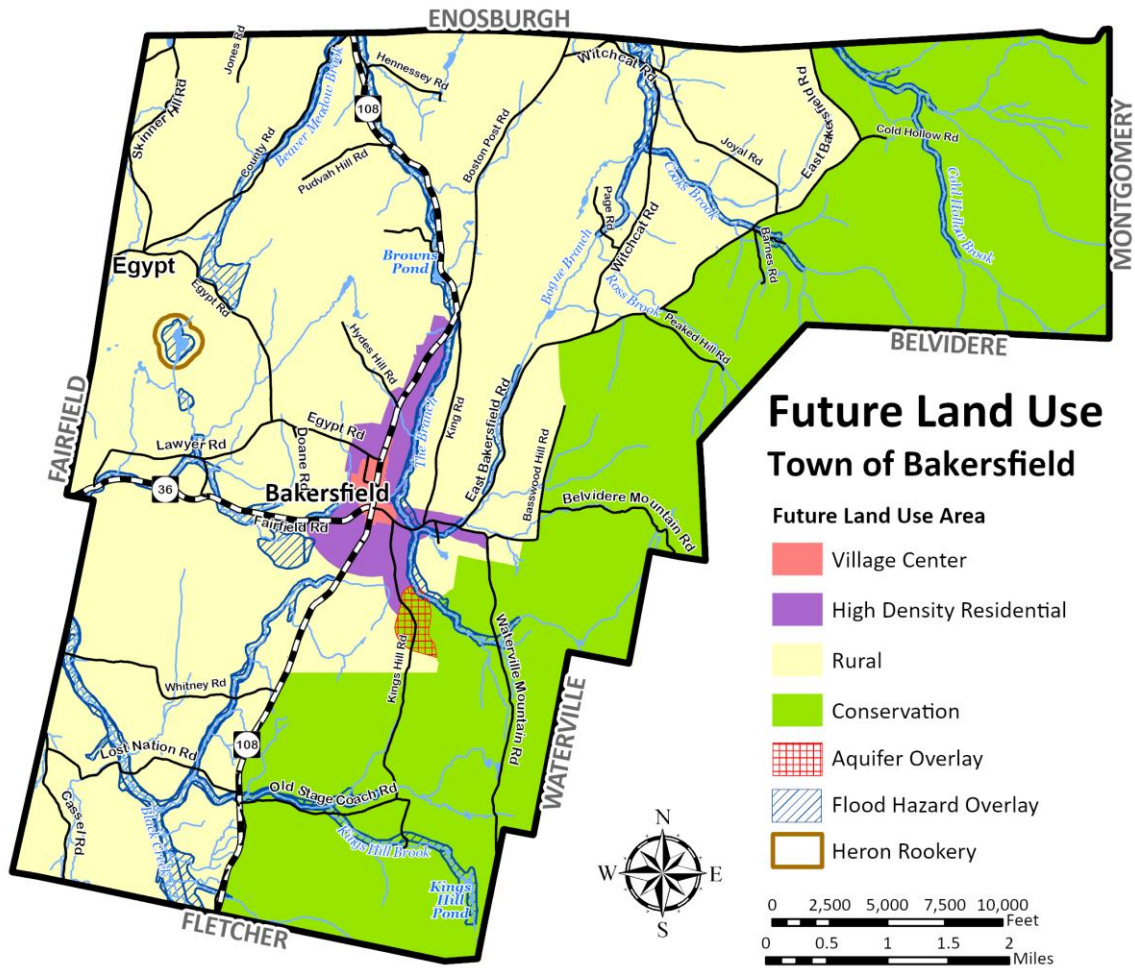 ENOSBURGH
Jones Rd
Hennessey Rd
Witchcat Rd
Skinner Hill Rd
Beaver Meadow Brook
108
County Rd
Boston Post Rd
East Bakersfield Rd
Cold Hollow Rd
MONTGOMERY
Pudvah Hill Rd
Joyal Rd
Cooks Brook
Cold Hollow Brook
Page Rd
Barnes Rd
Witchcat Rd
Browns
Pond
Bogue Branch
Egypt
Egypt Rd
Ross Brook
Peaked Hill Rd
BELVIDERE
Hydes Hill Rd
FAIRFIELD
King Rd
East Bakersfield Rd
Egypt Rd
The Branch
Lawyer Rd
Doane Rd
Basswood Hill Rd
36
Bakersfield
Belvidere Mountain Rd
Fairfield Rd
Kings Hill Rd
Waterville Mountain Rd
Whitney Rd
WATERVILLE
108
Lost Nation Rd
Old Stage Coach Rd
Cassel Rd
Black Creek
Kings Hill Brook
Kings
Hill
Pond
FLETCHER
Future Land Use
Town of Bakersfield
Future Land Use Area
Village Center
High Density Residential
Rural
Conservation
Aquifer Overlay
Flood Hazard Overlay
Heron Rookery
N
W E
S
0 2,500 5,000 7,500 10,000
Feet
0 0.5 1 1.5 2
Miles